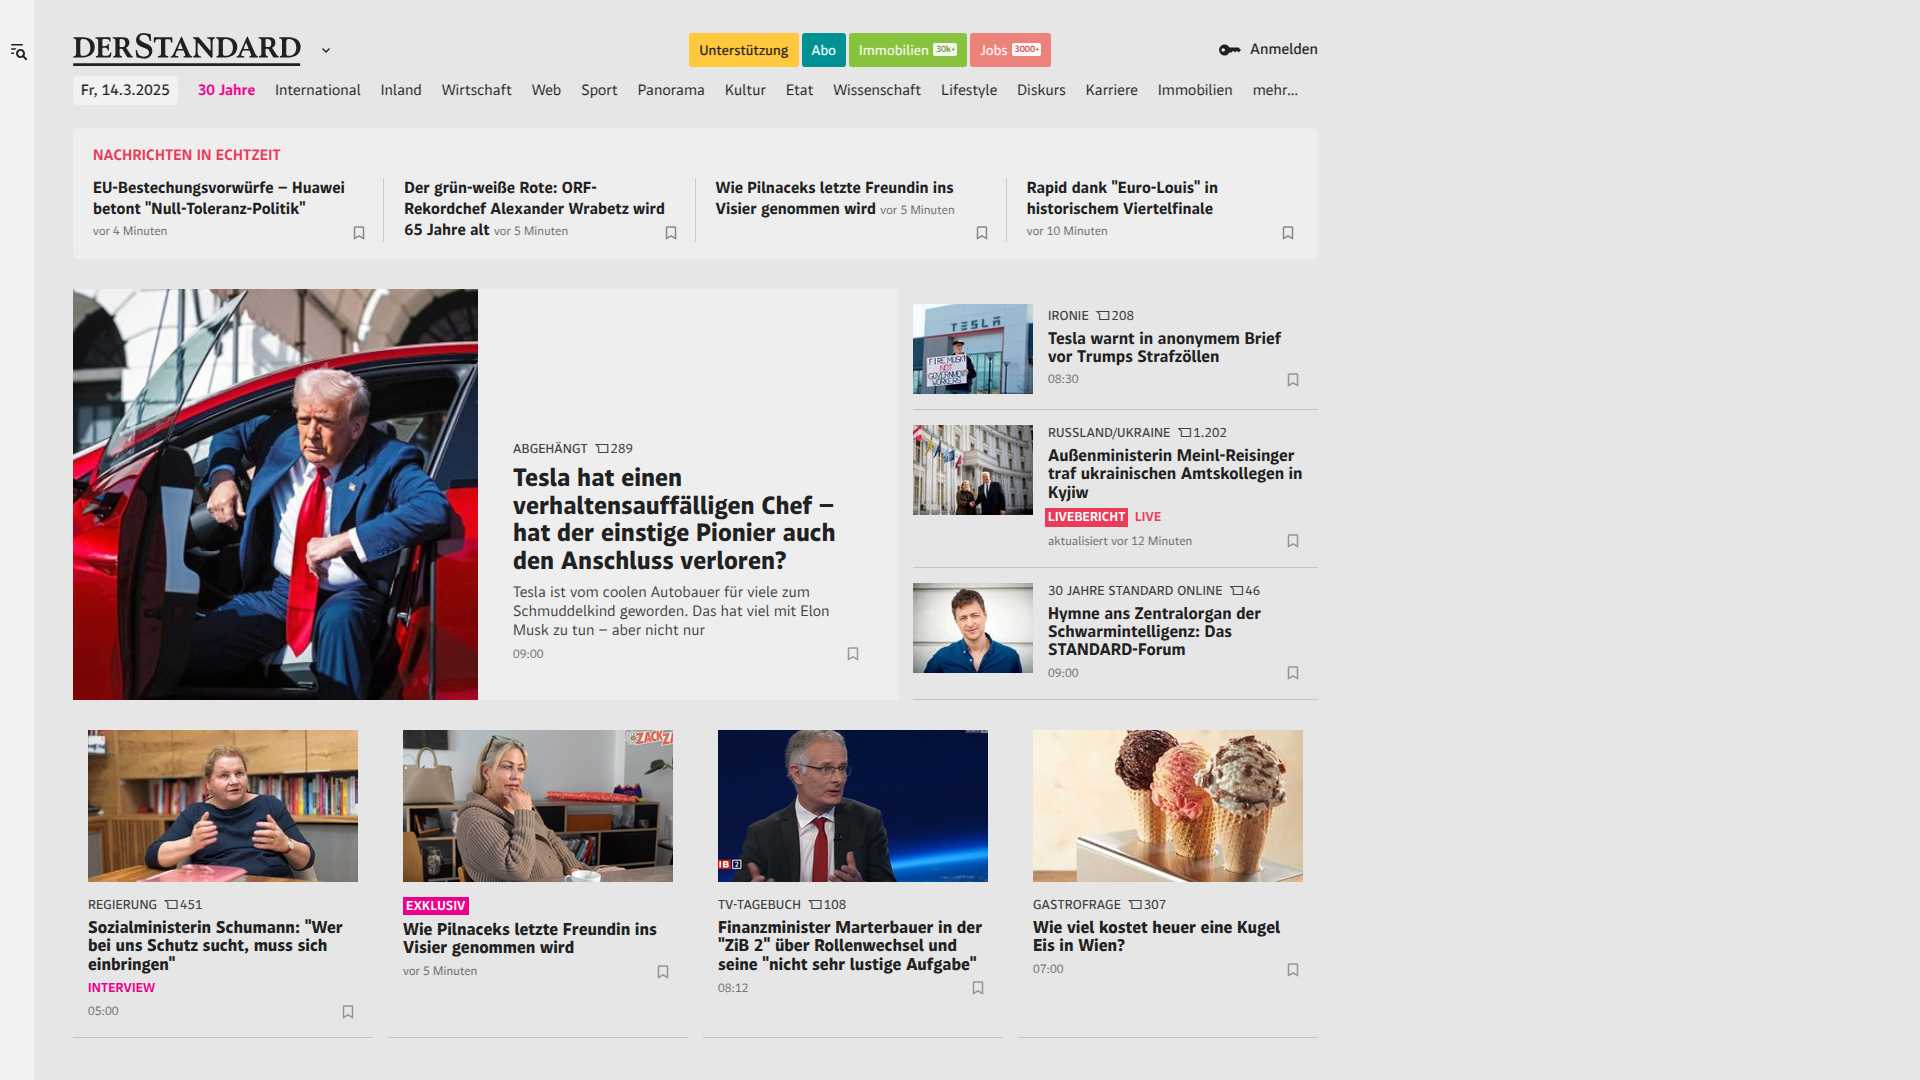 DERSTANDARD
Unterstützung
Abo
Immobilien 30k+
Jobs 3000+
Anmelden
Fr, 14.3.2025
30 Jahre
International
Inland
Wirtschaft
Web
Sport
Panorama
Kultur
Etat
Wissenschaft
Lifestyle
Diskurs
Karriere
Immobilien
mehr...
NACHRICHTEN IN ECHTZEIT
EU-Bestechungsvorwürfe – Huawei
betont "Null-Toleranz-Politik"
vor 4 Minuten
Der grün-weiße Rote: ORF-
Rekordchef Alexander Wrabetz wird
65 Jahre alt vor 5 Minuten
Wie Pilnaceks letzte Freundin ins
Visier genommen wird vor 5 Minuten
Rapid dank "Euro-Louis" in
historischem Viertelfinale
vor 10 Minuten
ABGEHÄNGT 289
Tesla hat einen
verhaltensauffälligen Chef –
hat der einstige Pionier auch
den Anschluss verloren?
Tesla ist vom coolen Autobauer für viele zum
Schmuddelkind geworden. Das hat viel mit Elon
Musk zu tun – aber nicht nur
09:00
TESLA
FIRE MUSK
NOT
GOVERNMENT
WORKERS
IRONIE 208
Tesla warnt in anonymem Brief
vor Trumps Strafzöllen
08:30
RUSSLAND/UKRAINE 1.202
Außenministerin Meinl-Reisinger
traf ukrainischen Amtskollegen in
Kyjiw
LIVEBERICHT LIVE
aktualisiert vor 12 Minuten
30 JAHRE STANDARD ONLINE 46
Hymne ans Zentralorgan der
Schwarmintelligenz: Das
STANDARD-Forum
09:00
REGIERUNG 451
Sozialministerin Schumann: "Wer
bei uns Schutz sucht, muss sich
einbringen"
INTERVIEW
05:00
ZACKZA
EXKLUSIV
Wie Pilnaceks letzte Freundin ins
Visier genommen wird
vor 5 Minuten
IB 2
TV-TAGEBUCH 108
Finanzminister Marterbauer in der
"ZiB 2" über Rollenwechsel und
seine "nicht sehr lustige Aufgabe"
08:12
GASTROFRAGE 307
Wie viel kostet heuer eine Kugel
Eis in Wien?
07:00